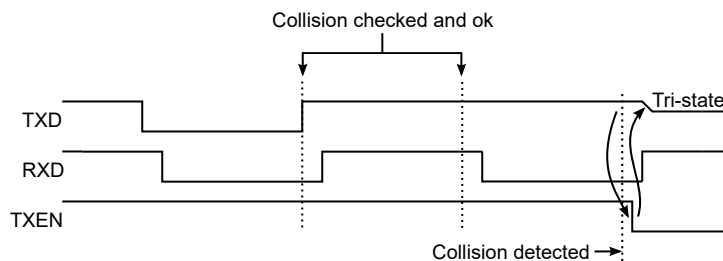 Collision checked and ok
Tri-state
TXD
RXD
TXEN
Collision detected